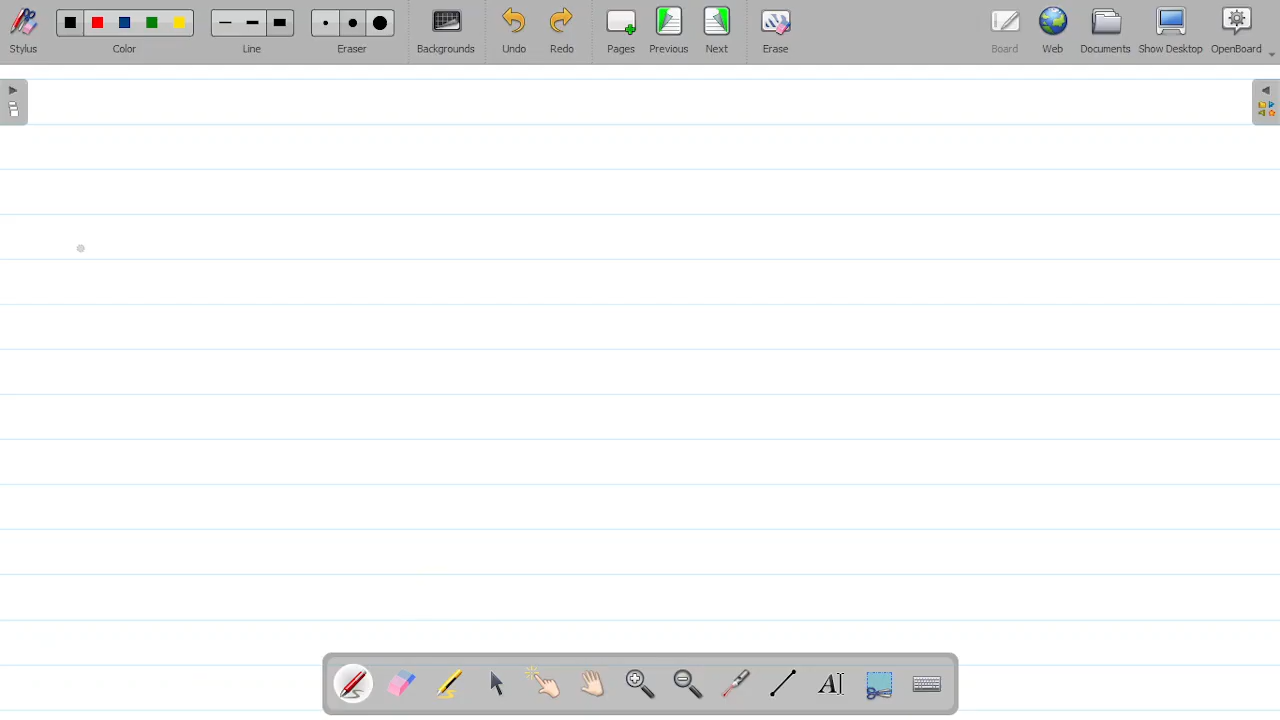 Stylus
Color
Line
Eraser
Backgrounds
Undo
Redo
Pages
Previous
Next
Erase
Board
Web
Documents
Show Desktop
OpenBoard